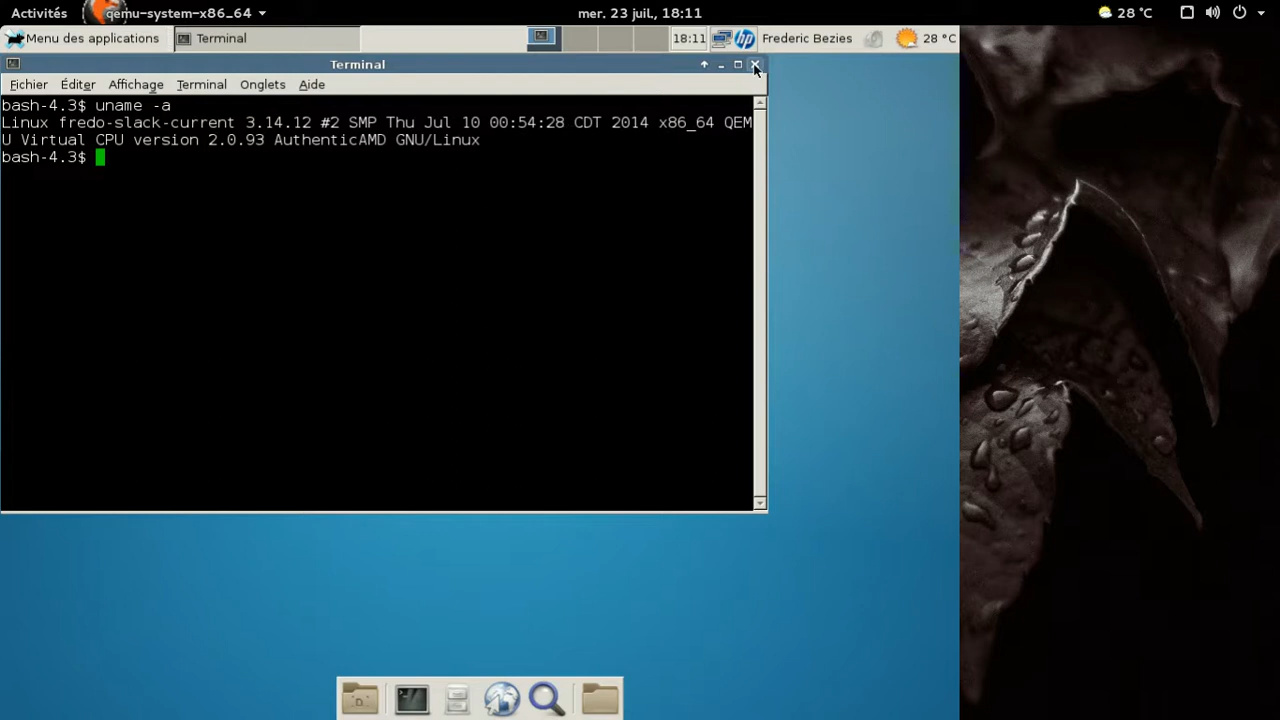 Activités
qemu-system-x86_64
mer. 23 juil., 18:11
28 °C
Menu des applications
Terminal
18:11
hp
Frederic Bezies
28 °C
Terminal
Fichier
Éditer
Affichage
Terminal
Onglets
Aide
bash-4.3$ uname -a
Linux fredo-slack-current 3.14.12 #2 SMP Thu Jul 10 00:54:28 CDT 2014 x86_64 QEM
U Virtual CPU version 2.0.93 AuthenticAMD GNU/Linux
bash-4.3$